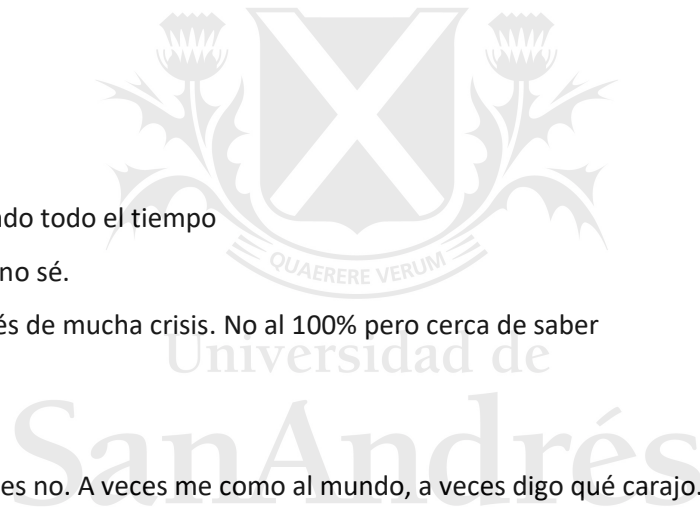 QUAERERE VERUM
do todo el tiempo
no sé.
és de mucha crisis. No al 100% pero cerca de saber
Universidad de
SanAndrés
es no. A veces me como al mundo, a veces digo qué carajo.